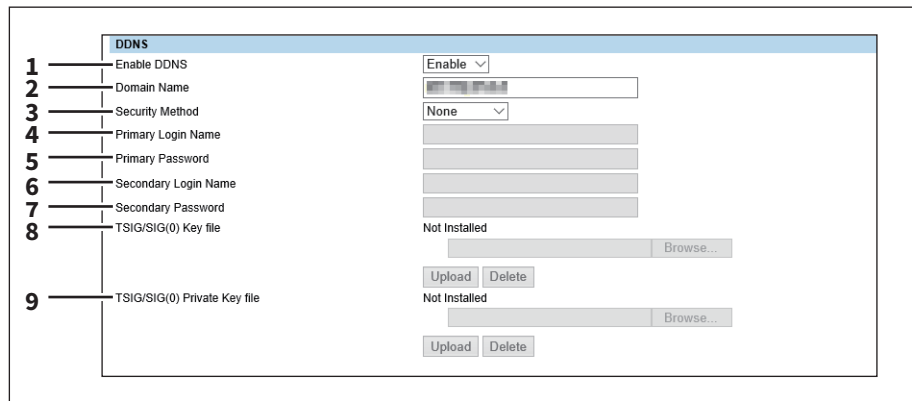 DDNS
1 Enable DDNS Enable
2 Domain Name
3 Security Method None
4 Primary Login Name
5 Primary Password
6 Secondary Login Name
7 Secondary Password
8 TSIG/SIG(0) Key file Not Installed
Browse...
Upload Delete
9 TSIG/SIG(0) Private Key file Not Installed
Browse...
Upload Delete